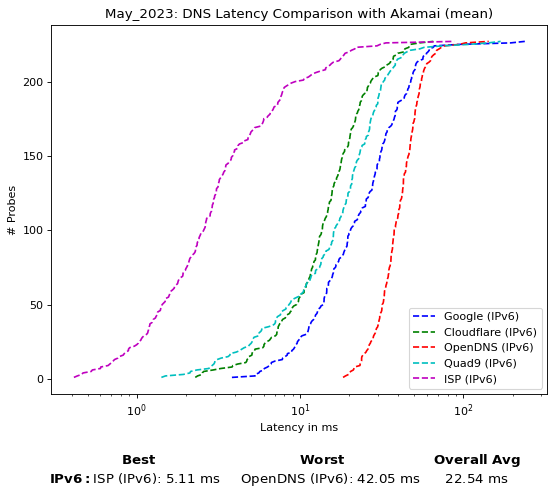 May_2023: DNS Latency Comparison with Akamai (mean)
# Probes
200
150
100
50
0
Google (IPv6)
Cloudflare (IPv6)
OpenDNS (IPv6)
Quad9 (IPv6)
ISP (IPv6)
10⁰ 10¹ 10²
Latency in ms
Best Worst Overall Avg
IPv6: ISP (IPv6): 5.11 ms OpenDNS (IPv6): 42.05 ms 22.54 ms